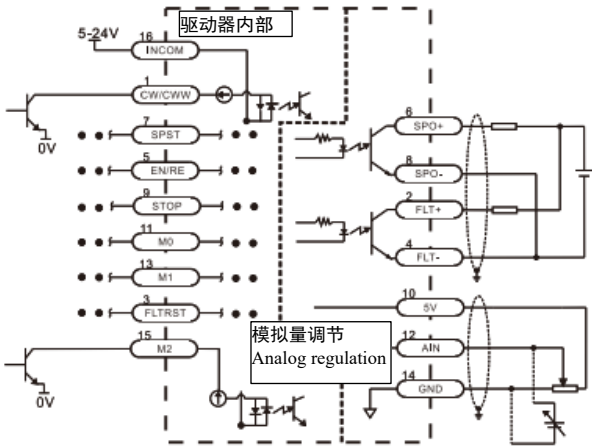 驱动器内部
5-24V
16
INCOM
1
CW/CWW
0V
7
SPST
5
EN/RE
9
STOP
11
M0
13
M1
3
FLTRST
15
M2
0V
6
SPO+
8
SPO-
2
FLT+
4
FLT-
10
5V
模拟量调节
Analog regulation
12
AIN
14
GND